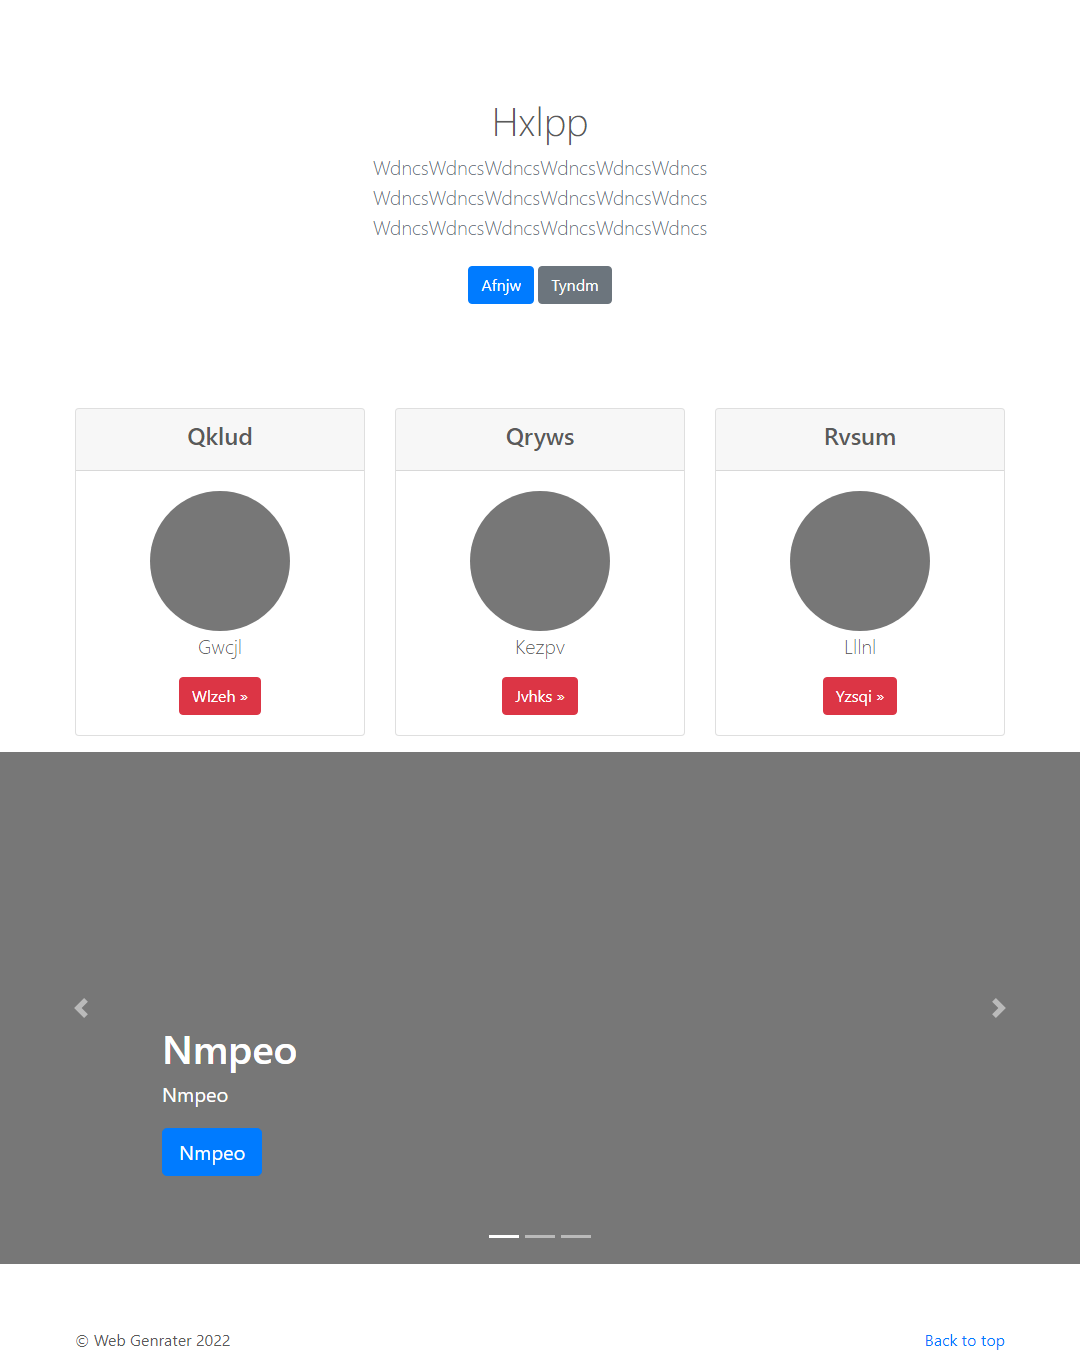 Hxlpp
WdncsWdncsWdncsWdncsWdncsWdncs
WdncsWdncsWdncsWdncsWdncsWdncs
WdncsWdncsWdncsWdncsWdncsWdncs
Afnjw Tyndm
Qklud
Gwcjl
Wlzeh »
Qryws
Kezpv
Jvhks »
Rvsum
Lllnl
Yzsqi »
Nmpeo
Nmpeo
Nmpeo
© Web Genrater 2022
Back to top